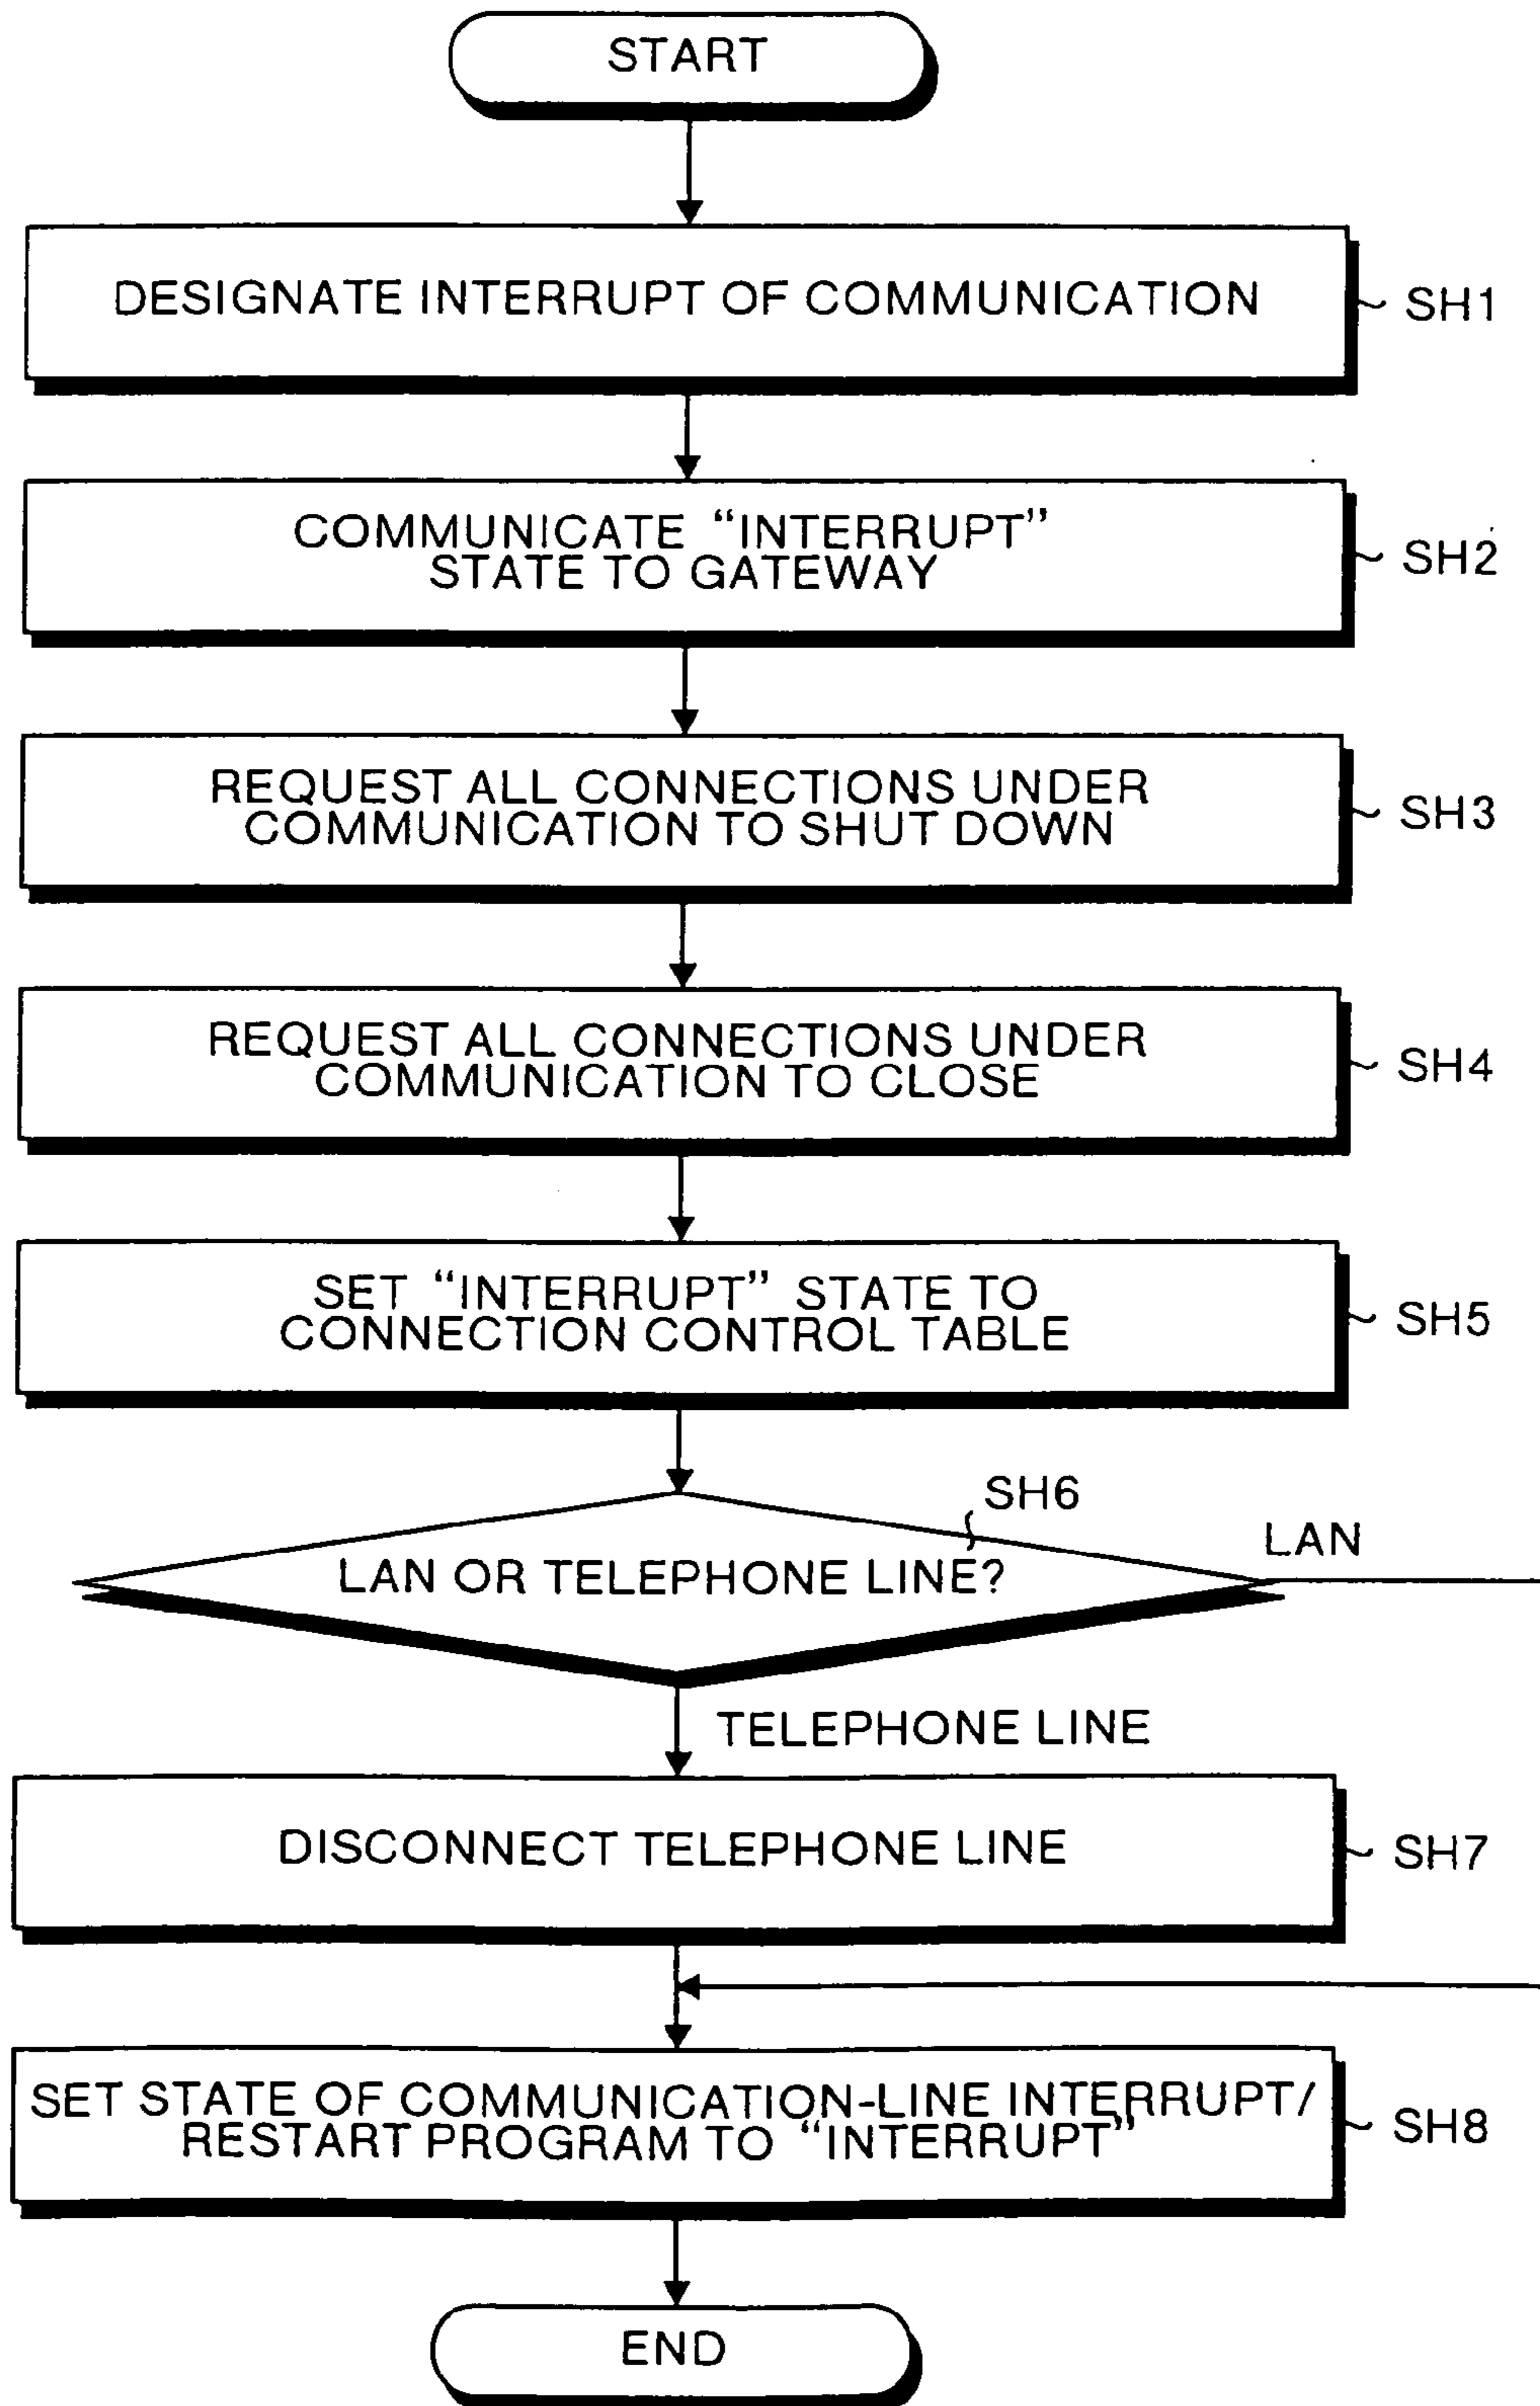 START
DESIGNATE INTERRUPT OF COMMUNICATION
SH1
COMMUNICATE “INTERRUPT”
STATE TO GATEWAY
SH2
REQUEST ALL CONNECTIONS UNDER
COMMUNICATION TO SHUT DOWN
SH3
REQUEST ALL CONNECTIONS UNDER
COMMUNICATION TO CLOSE
SH4
SET “INTERRUPT” STATE TO
CONNECTION CONTROL TABLE
SH5
SH6
LAN
LAN OR TELEPHONE LINE?
TELEPHONE LINE
DISCONNECT TELEPHONE LINE
SH7
SET STATE OF COMMUNICATION-LINE INTERRUPT/
RESTART PROGRAM TO “INTERRUPT”
SH8
END